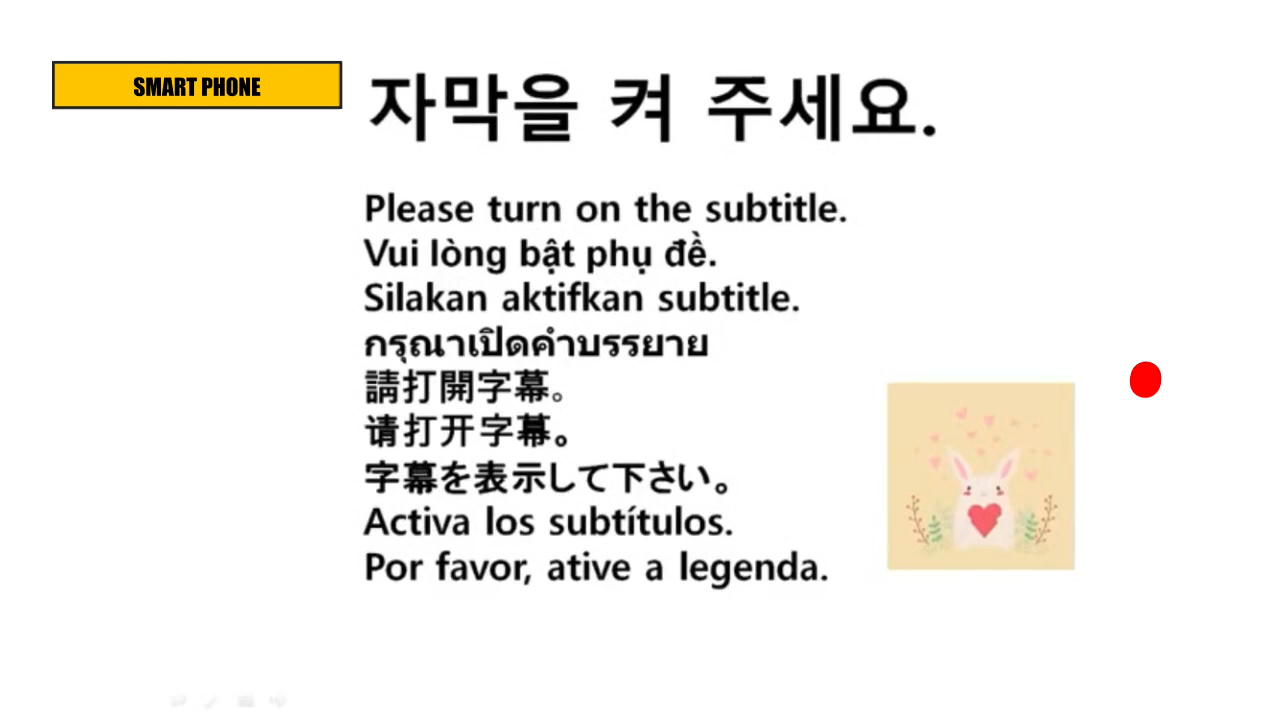 SMART PHONE
자막을 켜 주세요.
Please turn on the subtitle.
Vui lòng bật phụ đề.
Silakan aktifkan subtitle.
กรุณาเปิดคำบรรยาย
請打開字幕。
请打开字幕。
字幕を表示して下さい。
Activa los subtítulos.
Por favor, ative a legenda.